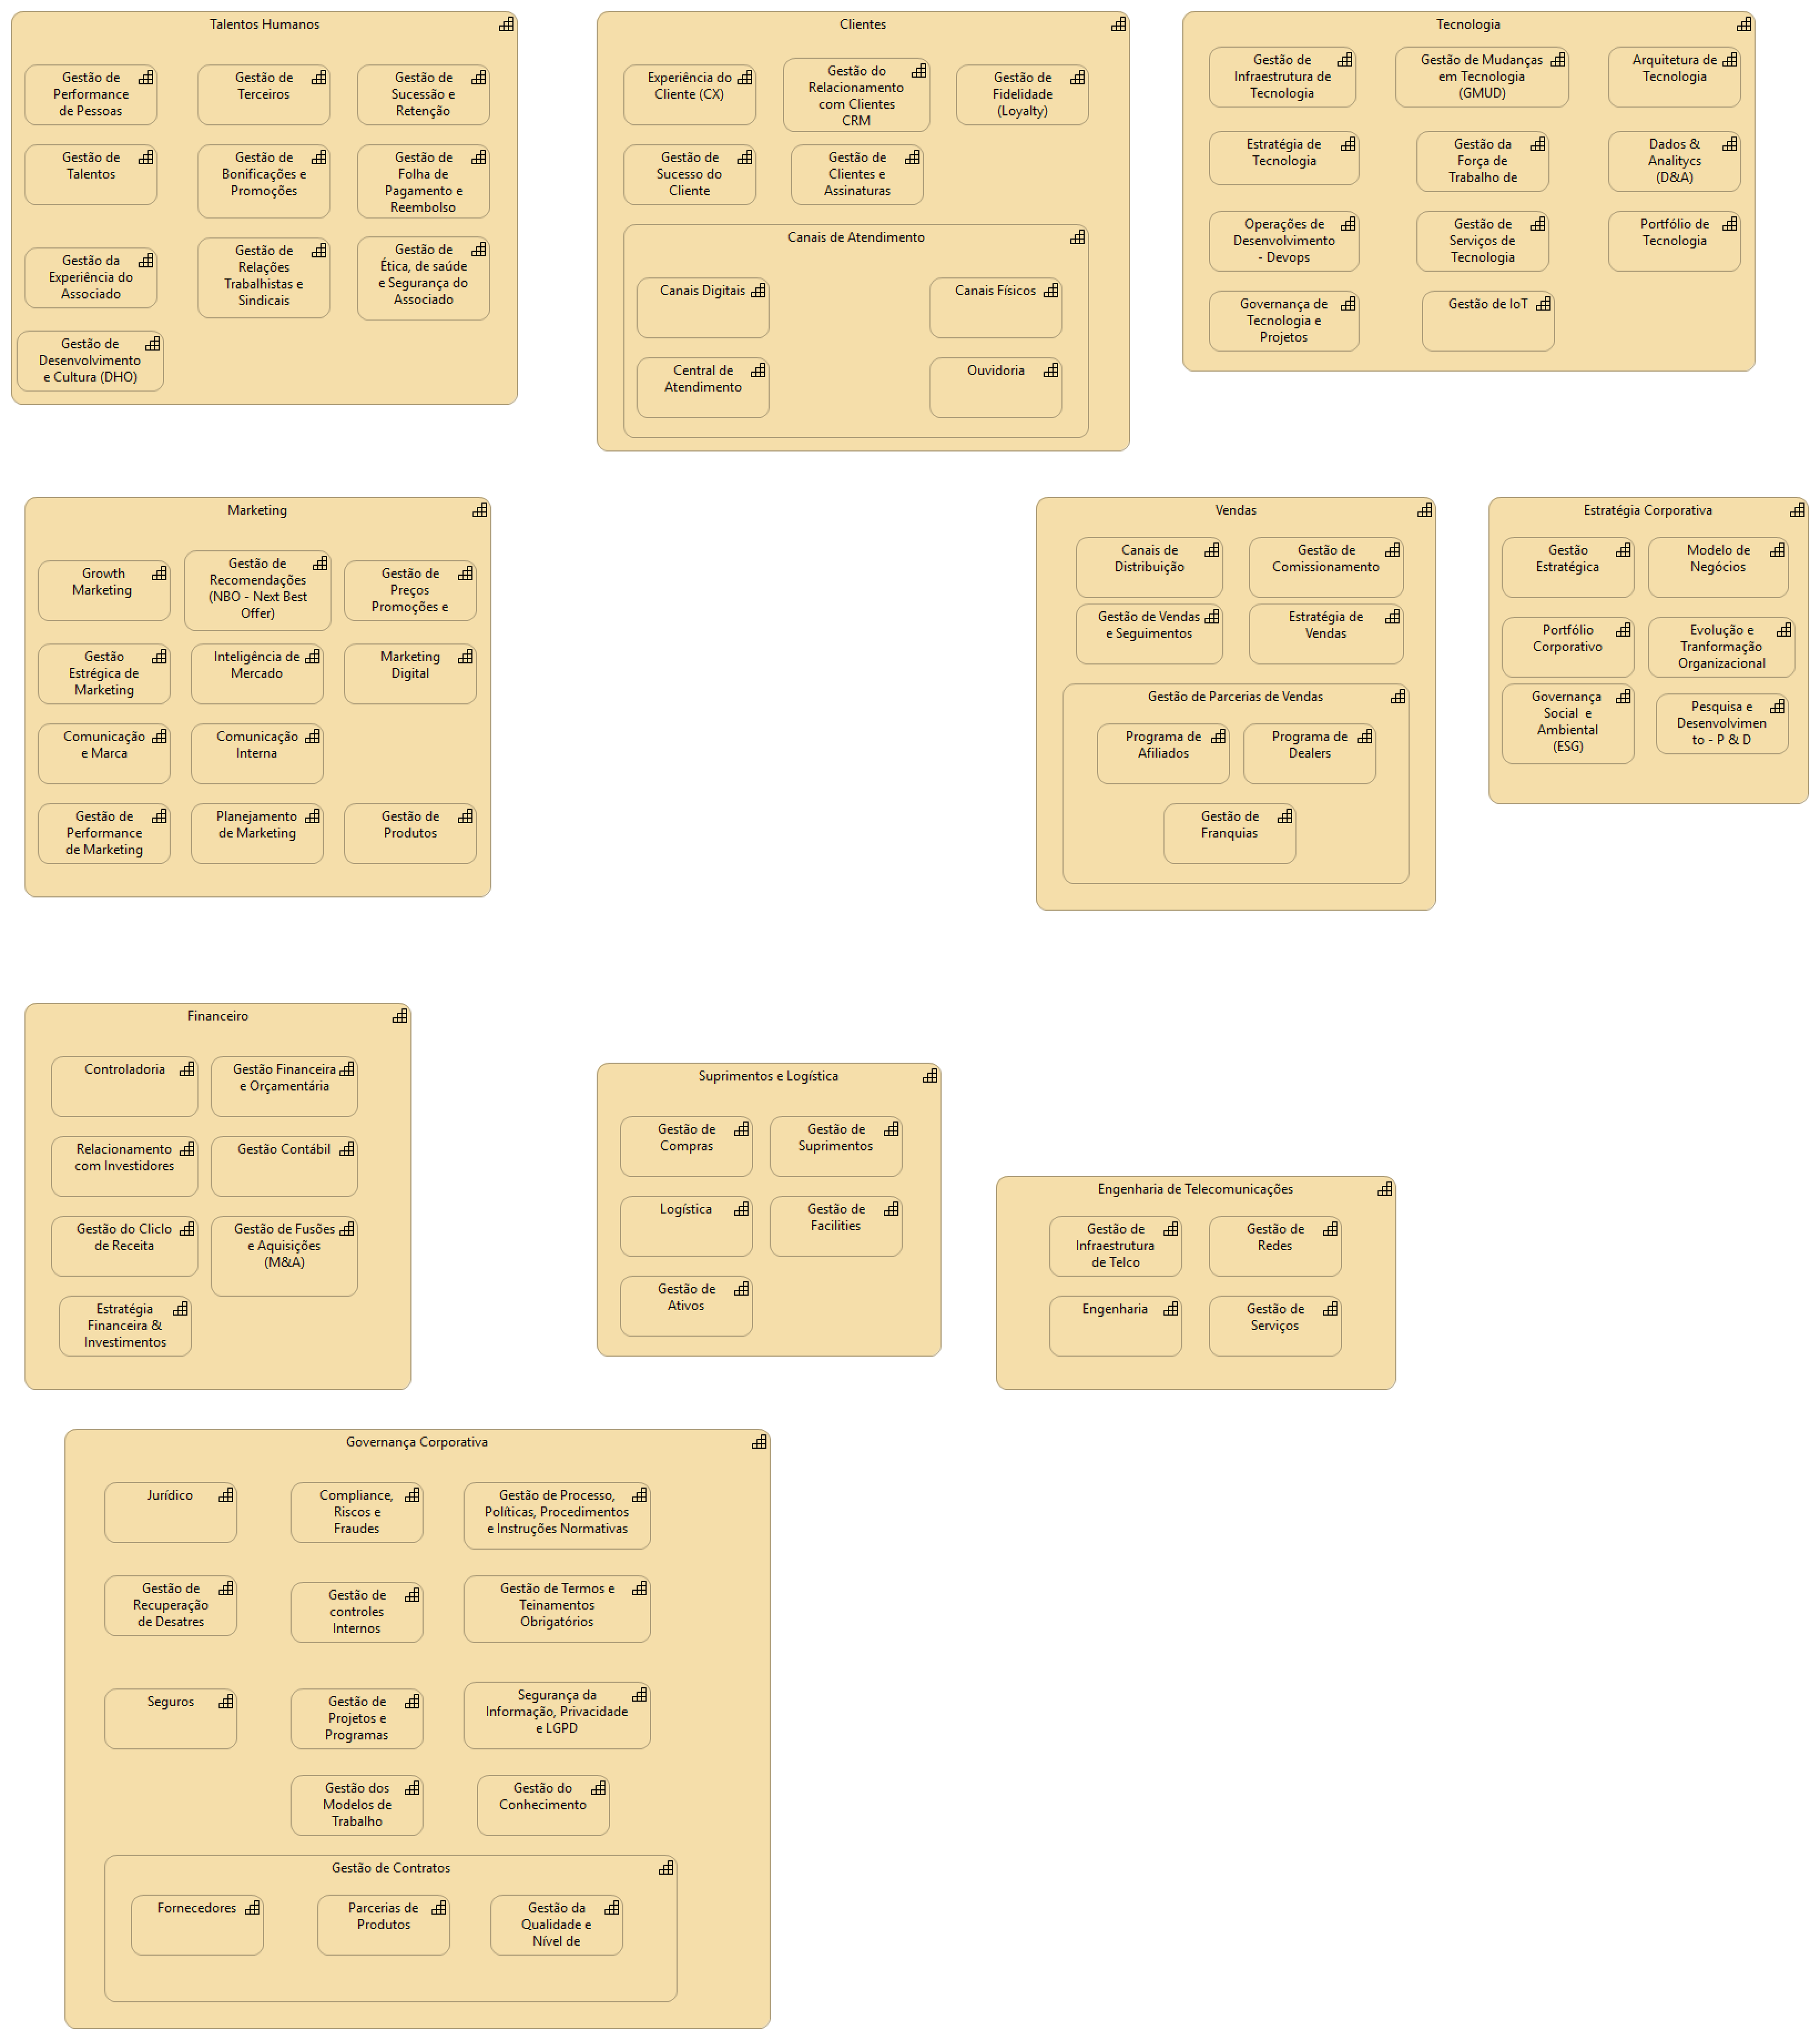 Talentos Humanos
Gestão de
Performance
de Pessoas
Gestão de
Terceiros
Gestão de
Sucessão e
Retenção
Gestão de
Talentos
Gestão de
Bonificações e
Promoções
Gestão de
Folha de
Pagamento e
Reembolso
Gestão da
Experiência do
Associado
Gestão de
Relações
Trabalhistas e
Sindicais
Gestão de
Ética, de saúde
e Segurança do
Associado
Gestão de
Desenvolvimento
e Cultura (DHO)
Clientes
Experiência do
Cliente (CX)
Gestão do
Relacionamento
com Clientes
CRM
Gestão de
Fidelidade
(Loyalty)
Gestão de
Sucesso do
Cliente
Gestão de
Clientes e
Assinaturas
Canais de Atendimento
Canais Digitais
Canais Físicos
Central de
Atendimento
Ouvidoria
Tecnologia
Gestão de
Infraestrutura de
Tecnologia
Gestão de Mudanças
em Tecnologia
(GMUD)
Arquitetura de
Tecnologia
Estratégia de
Tecnologia
Gestão da
Força de
Trabalho de
Dados &
Analitycs
(D&A)
Operações de
Desenvolvimento
- Devops
Gestão de
Serviços de
Tecnologia
Portfólio de
Tecnologia
Governança de
Tecnologia e
Projetos
Gestão de IoT
Marketing
Growth
Marketing
Gestão de
Recomendações
(NBO - Next Best
Offer)
Gestão de
Preços
Promoções e
Gestão
Estrégica de
Marketing
Inteligência de
Mercado
Marketing
Digital
Comunicação
e Marca
Comunicação
Interna
Gestão de
Performance
de Marketing
Planejamento
de Marketing
Gestão de
Produtos
Vendas
Canais de
Distribuição
Gestão de
Comissionamento
Gestão de Vendas
e Seguimentos
Estratégia de
Vendas
Gestão de Parcerias de Vendas
Programa de
Afiliados
Programa de
Dealers
Gestão de
Franquias
Estratégia Corporativa
Gestão
Estratégica
Modelo de
Negócios
Portfólio
Corporativo
Evolução e
Tranformação
Organizacional
Governança
Social  e
Ambiental
(ESG)
Pesquisa e
Desenvolvimen
to - P & D
Financeiro
Controladoria
Gestão Financeira
e Orçamentária
Relacionamento
com Investidores
Gestão Contábil
Gestão do Cliclo
de Receita
Gestão de Fusões
e Aquisições
(M&A)
Estratégia
Financeira &
Investimentos
Suprimentos e Logística
Gestão de
Compras
Gestão de
Suprimentos
Logística
Gestão de
Facilities
Gestão de
Ativos
Engenharia de Telecomunicações
Gestão de
Infraestrutura
de Telco
Gestão de
Redes
Engenharia
Gestão de
Serviços
Governança Corporativa
Jurídico
Compliance,
Riscos e
Fraudes
Gestão de Processo,
Políticas, Procedimentos
e Instruções Normativas
Gestão de
Recuperação
de Desatres
Gestão de
controles
Internos
Gestão de Termos e
Teinamentos
Obrigatórios
Seguros
Gestão de
Projetos e
Programas
Segurança da
Informação, Privacidade
e LGPD
Gestão dos
Modelos de
Trabalho
Gestão do
Conhecimento
Gestão de Contratos
Fornecedores
Parcerias de
Produtos
Gestão da
Qualidade e
Nível de